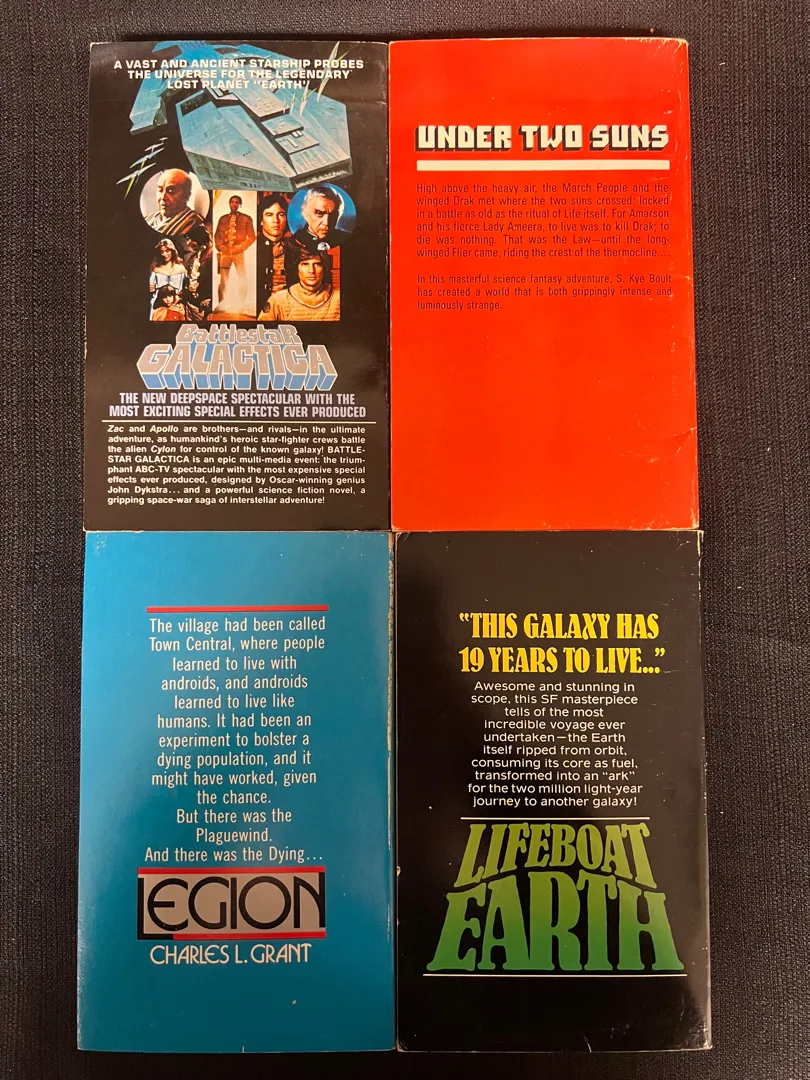 A VAST AND ANCIENT STARSHIP PROBES
THE UNIVERSE FOR THE LEGENDARY
LOST PLANET "EARTH"!
BattlestaR
GALACTICA
THE NEW DEEPSPACE SPECTACULAR WITH THE
MOST EXCITING SPECIAL EFFECTS EVER PRODUCED
Zac and Apollo are brothers—and rivals—in the ultimate
adventure, as humankind's heroic star-fighter crews battle
the alien Cylon for control of the known galaxy! BATTLE-
STAR GALACTICA is an epic multi-media event: the trium-
phant ABC-TV spectacular with the most expensive special
effects ever produced, designed by Oscar-winning genius
John Dykstra... and a powerful science fiction novel, a
gripping space-war saga of interstellar adventure!
UNDER TWO SUNS
High above the heavy air, the March People and the
winged Drak met where the two suns crossed: locked
in a battle as old as the ritual of Life itself. For Amarson
and his fierce Lady Ameera, to live was to kill Drak; to
die was nothing. That was the Law—until the long-
winged Flier came, riding the crest of the thermocline....
In this masterful science fantasy adventure, S. Kye Boult
has created a world that is both grippingly intense and
luminously strange.
The village had been called
Town Central, where people
learned to live with
androids, and androids
learned to live like
humans. It had been an
experiment to bolster a
dying population, and it
might have worked, given
the chance.
But there was the
Plaguewind.
And there was the Dying...
LEGION
CHARLES L. GRANT
"THIS GALAXY HAS
19 YEARS TO LIVE..."
Awesome and stunning in
scope, this SF masterpiece
tells of the most
incredible voyage ever
undertaken—the Earth
itself ripped from orbit,
consuming its core as fuel,
transformed into an "ark"
for the two million light-year
journey to another galaxy!
LIFEBOAT
EARTH